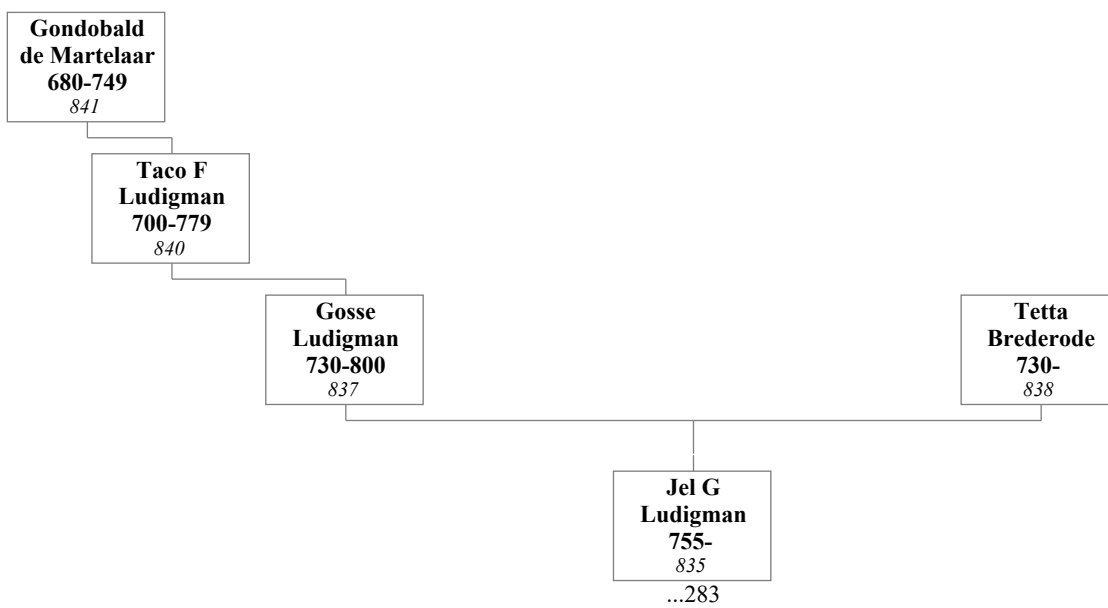 Gondobald
de Martelaar
680-749
841
Taco F
Ludigman
700-779
840
Gosse
Ludigman
730-800
837
Tetta
Brederode
730-
838
Jel G
Ludigman
755-
835
...283